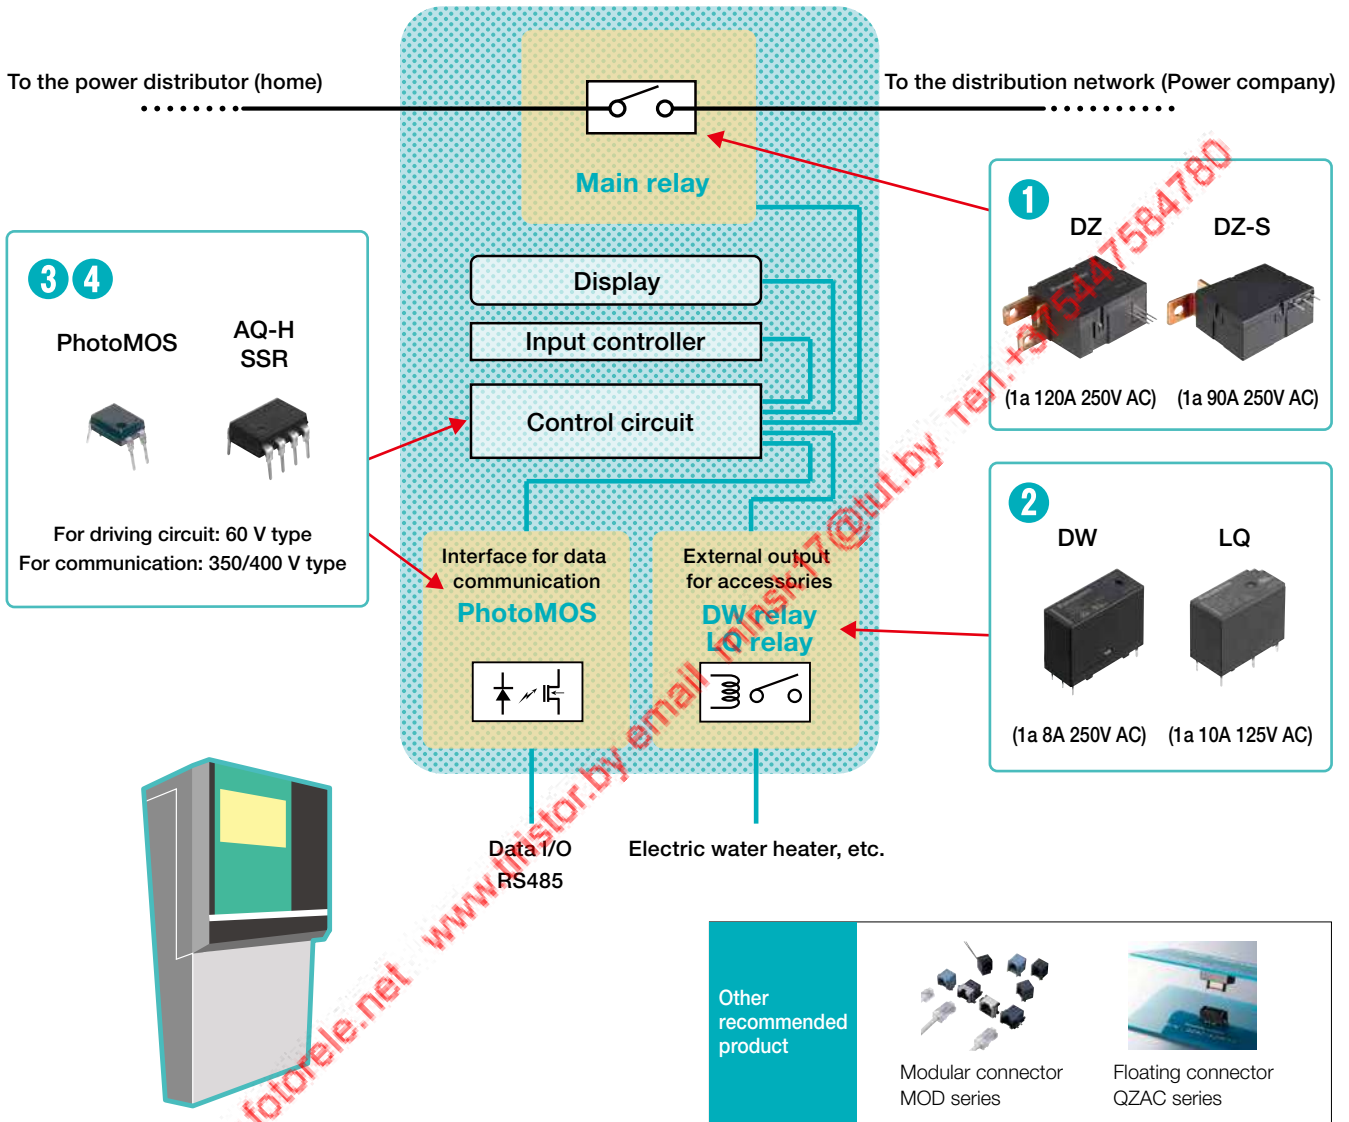 To the power distributor (home)
To the distribution network (Power company)
Main relay
1
DZ
DZ-S
(1a 120A 250V AC)
(1a 90A 250V AC)
3 4
PhotoMOS
AQ-H
SSR
For driving circuit: 60 V type
For communication: 350/400 V type
Display
Input controller
Control circuit
2
DW
LQ
(1a 8A 250V AC)
(1a 10A 125V AC)
Interface for data
communication
PhotoMOS
External output
for accessories
DW relay
LQ relay
Data I/O
RS485
Electric water heater, etc.
Other
recommended
product
Modular connector
MOD series
Floating connector
QZAC series
fotorele.net www.tiristor.by email minsk17@tut.by тел.+375447584780